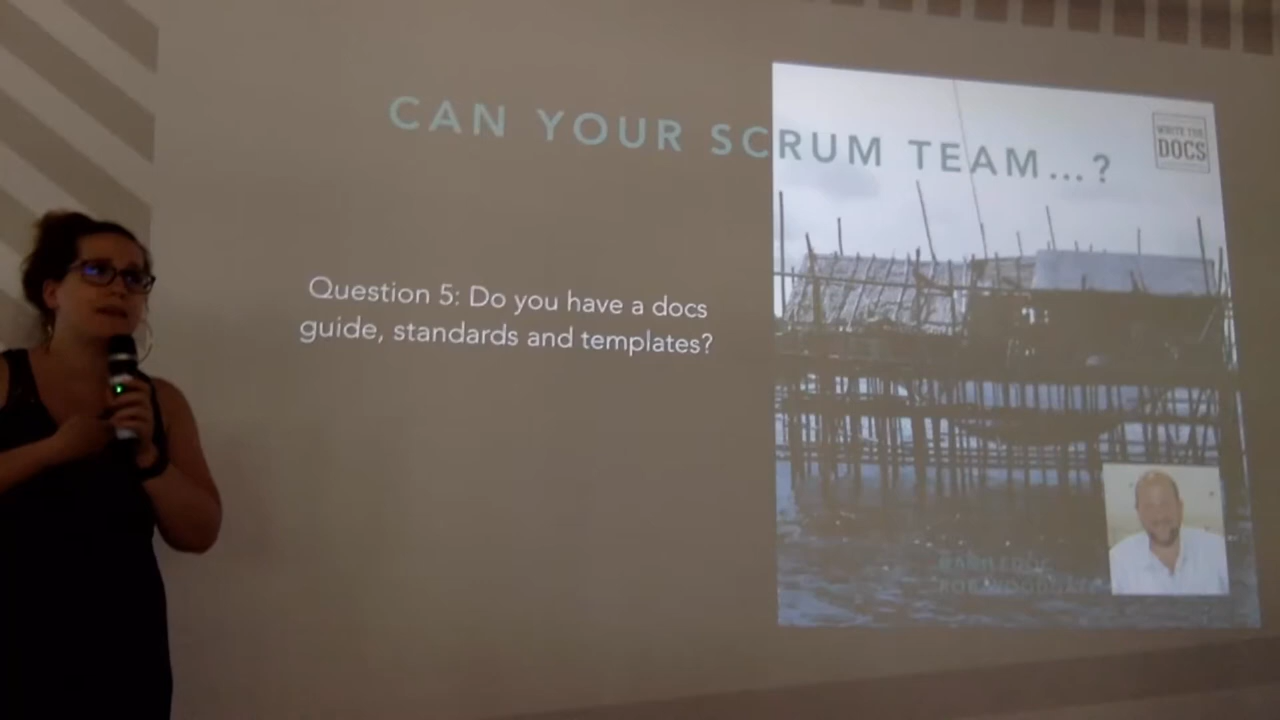 CAN YOUR SCRUM TEAM...?
WRITE THE
DOCS
Question 5: Do you have a docs
guide, standards and templates?